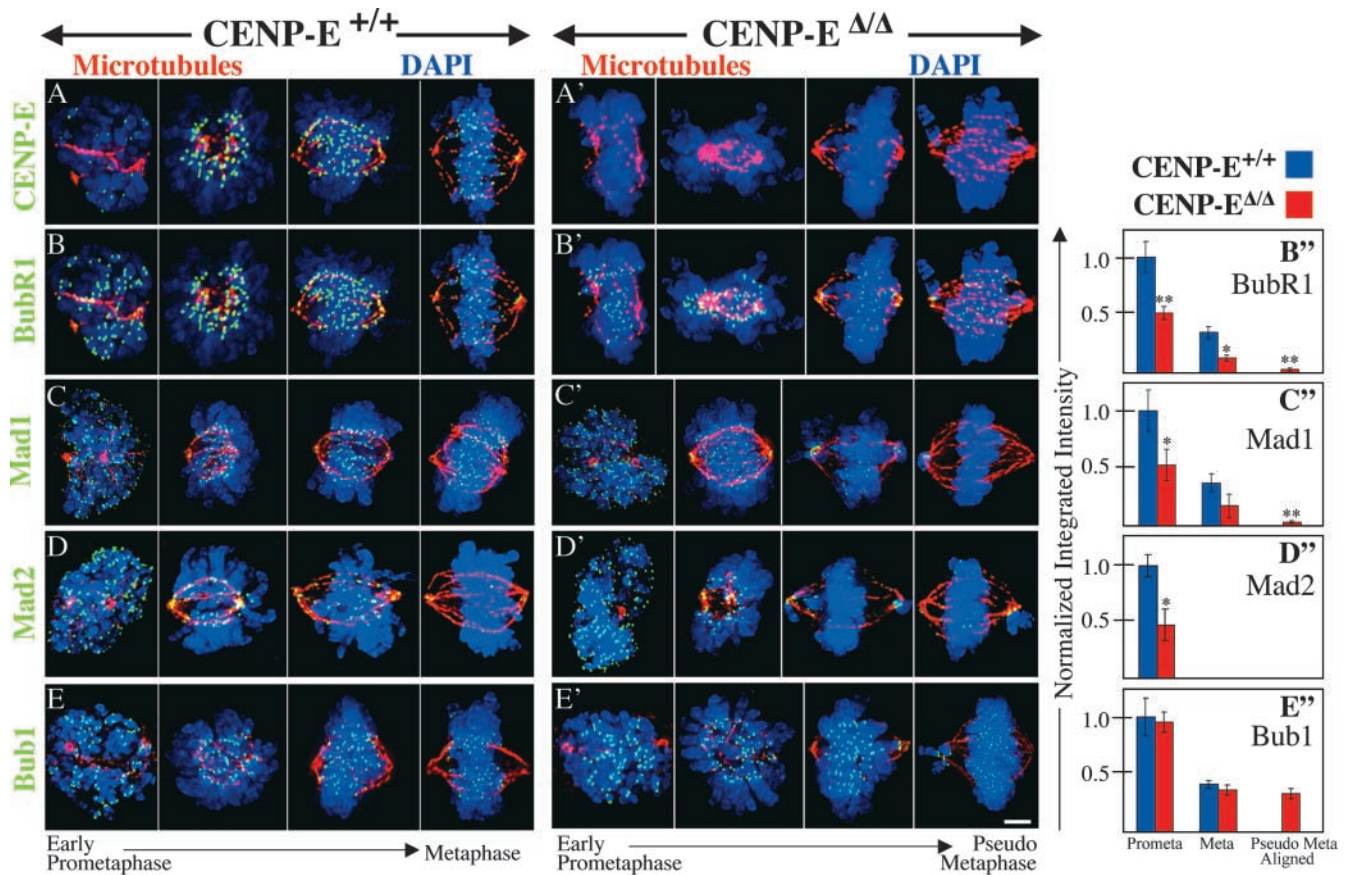 CENP-E +/+ CENP-E Δ/Δ
Microtubules DAPI Microtubules DAPI
CENP-E
A A'
BubR1
B B'
Mad1
C C'
Mad2
D D'
Bub1
E E'
Early Prometaphase Metaphase
Early Prometaphase Pseudo Metaphase
CENP-E+/+
CENP-EΔ/Δ
Normalized Integrated Intensity
1.0 B”
BubR1
**
0.5
*
**
1.0 C”
Mad1
*
0.5
**
1.0 D”
Mad2
*
0.5
1.0 E”
Bub1
0.5
Prometa Meta Pseudo Meta
Aligned